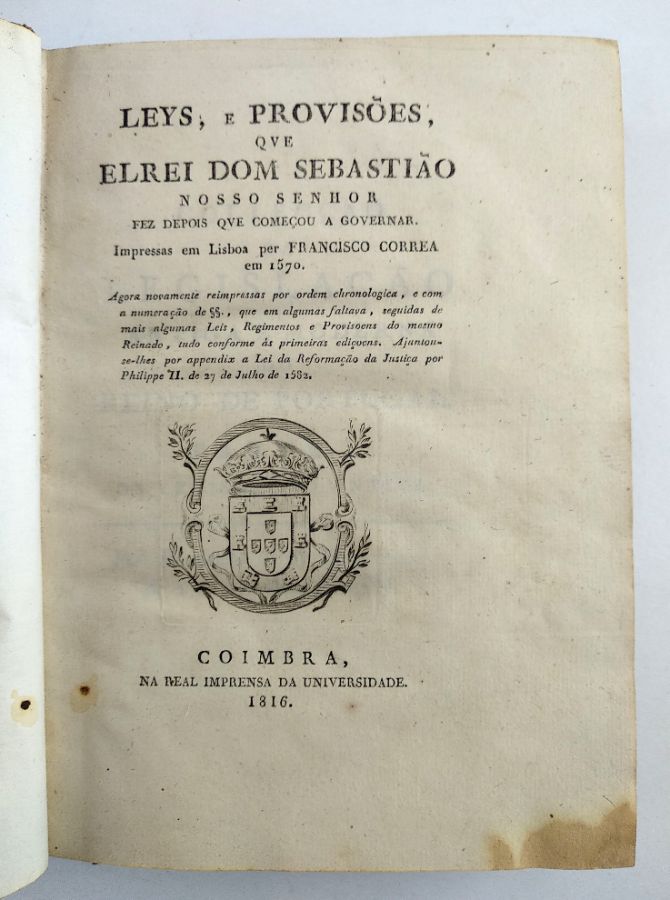 LEYS, E PROVISÕES,
QVE
ELREI DOM SEBASTIÃO
NOSSO SENHOR
FEZ DEPOIS QVE COMEÇOU A GOVERNAR.
Impressas em Lisboa per FRANCISCO CORREA
em 1570.
Agora novamente reimpressas por ordem chronologica, e com
a numeração de §§., que em algumas faltava, seguidas de
mais algumas Leis, Regimentos e Provisoens do mesmo
Reinado, tudo conforme ás primeiras ediçoens. Ajuntou-
se-lhes por appendix a Lei da Reformação da Justiça por
Philippe II. de 27 de Julho de 1582.
COIMBRA,
NA REAL IMPRENSA DA UNIVERSIDADE.
1816.